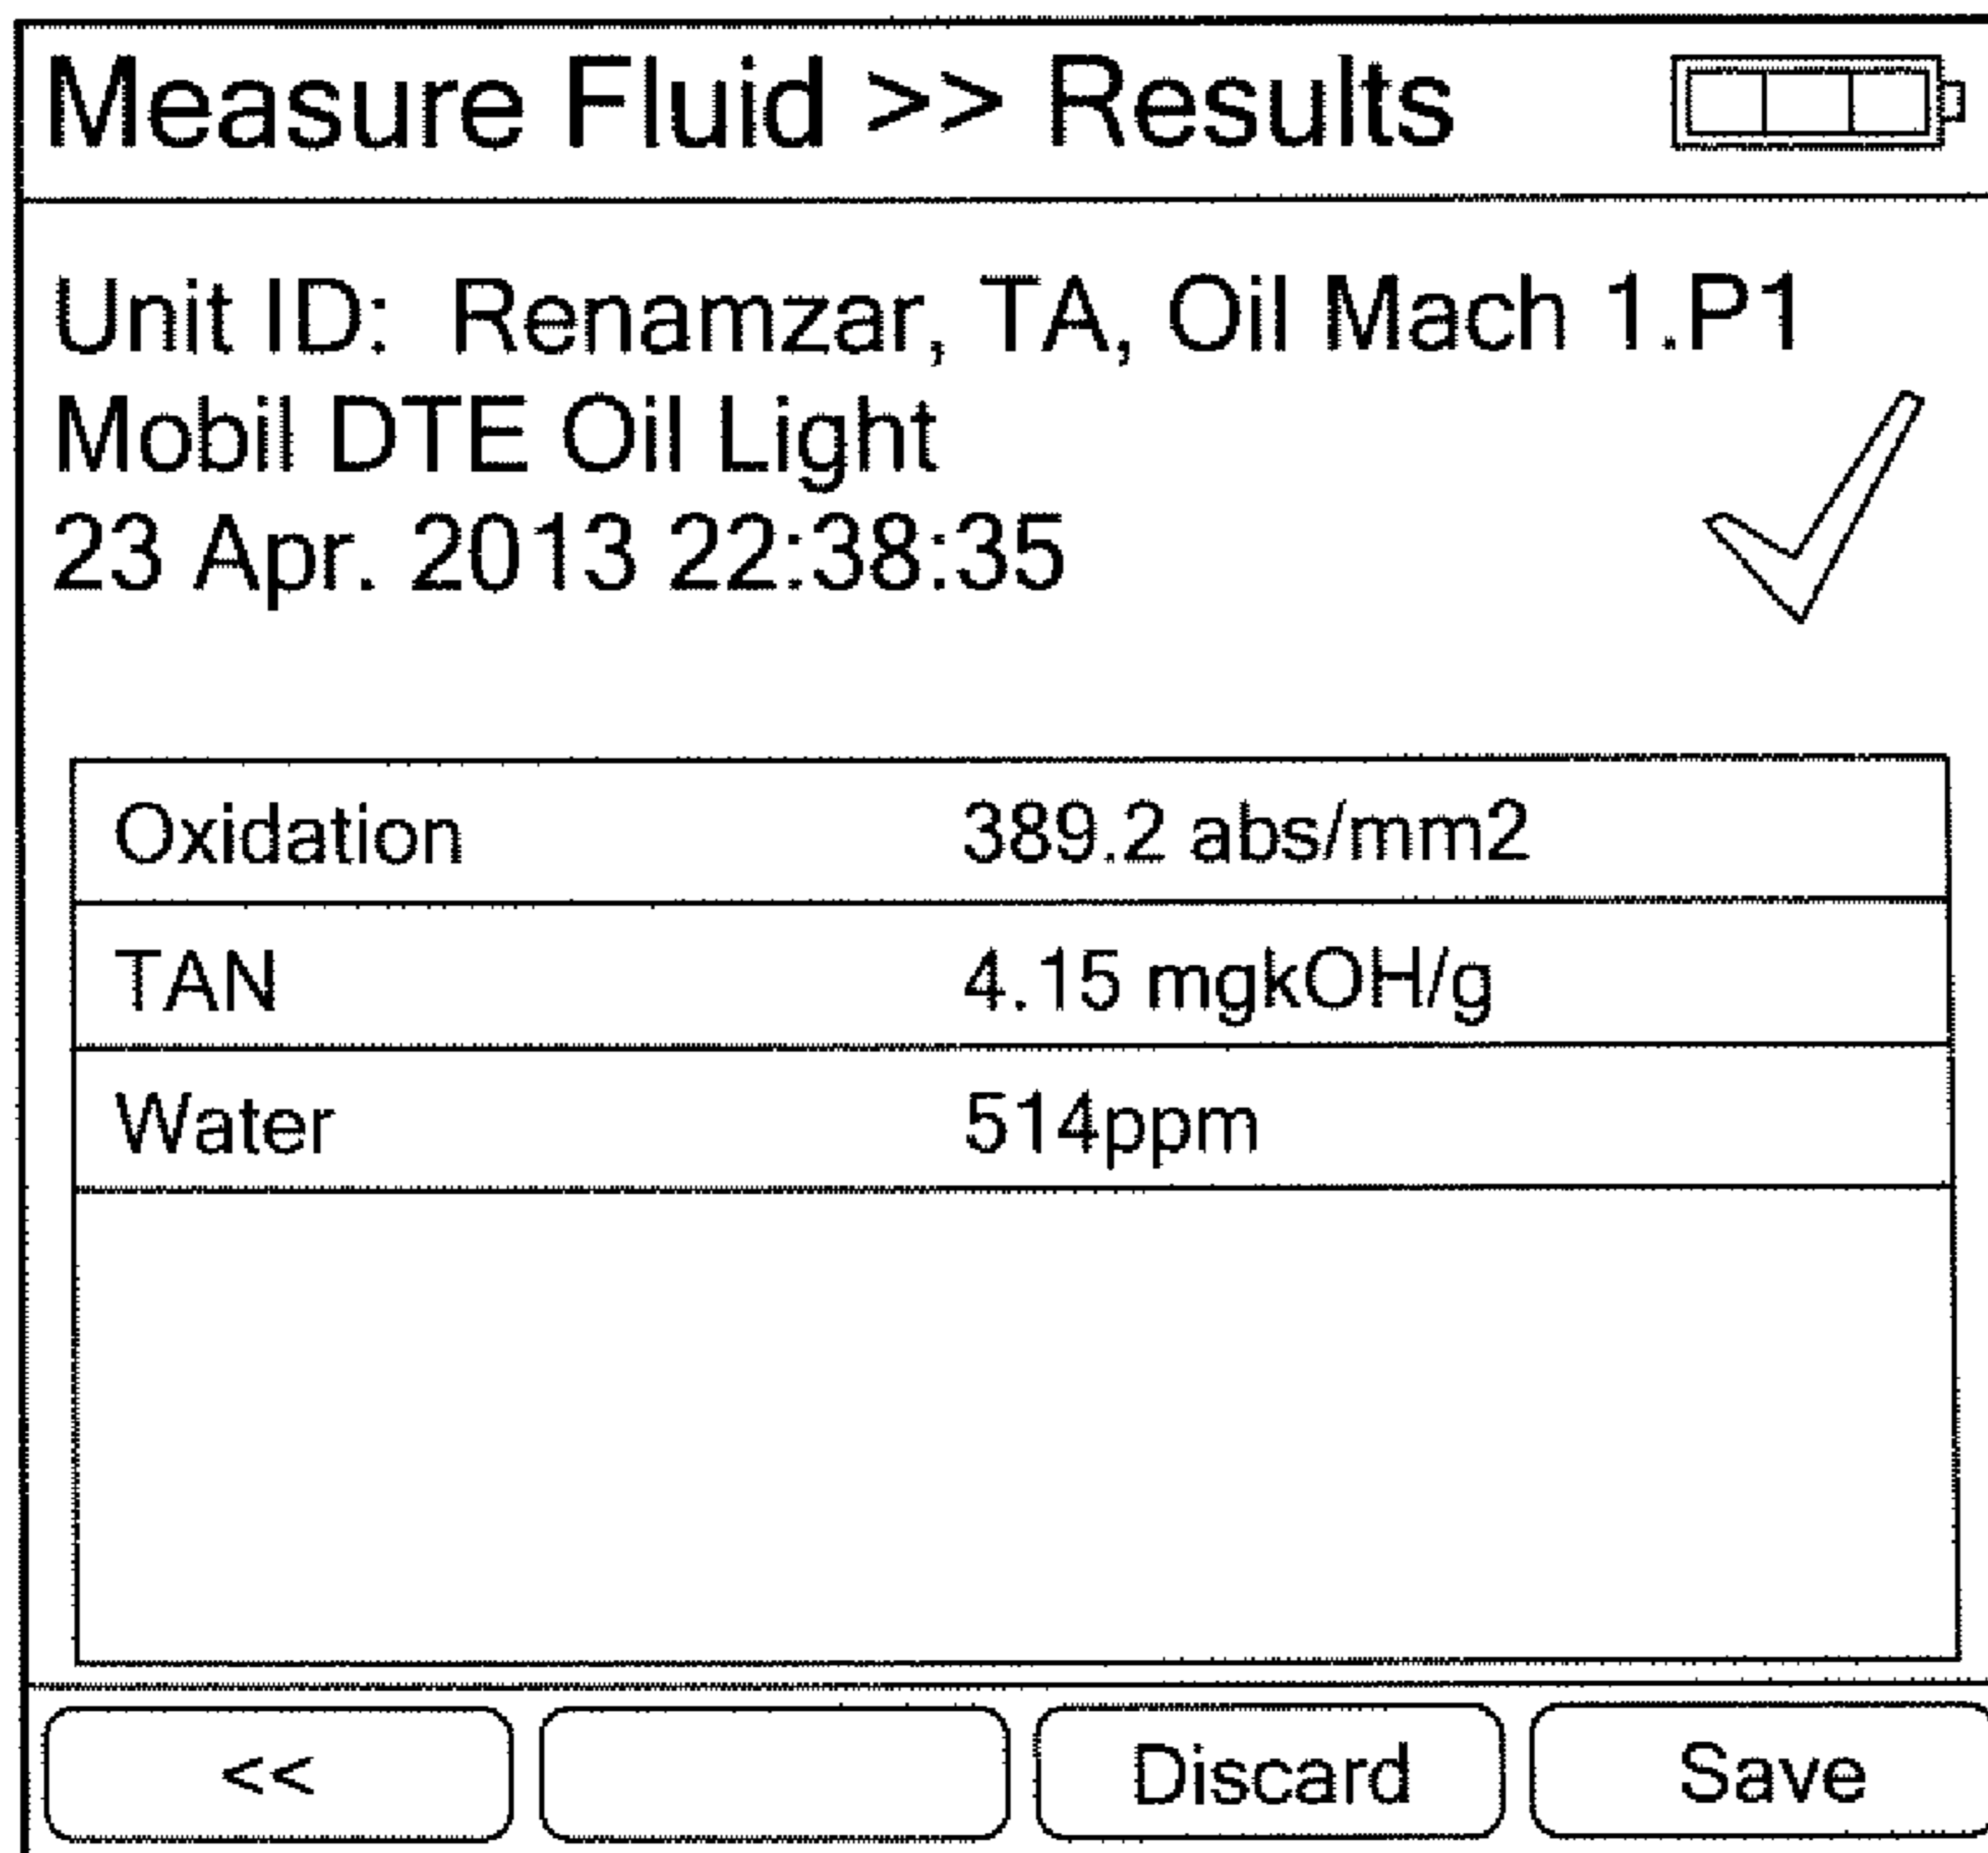 Measure Fluid >> Results
Unit ID: Renamzar, TA, Oil Mach 1.P1
Mobil DTE Oil Light
23 Apr. 2013 22:38:35
Oxidation 389.2 abs/mm2
TAN 4.15 mgkOH/g
Water 514ppm
<< Discard Save